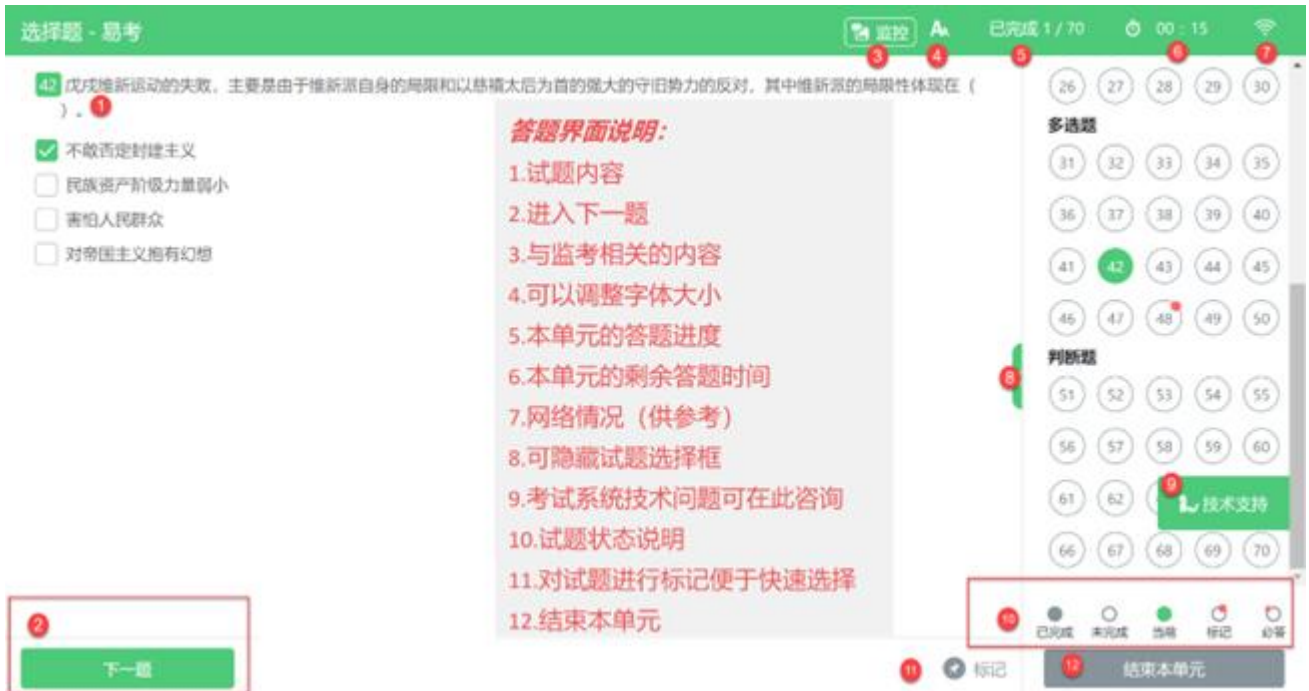 选择题 - 易考
监控
3
AA
4
已完成 1 / 70
5
00 : 15
6
7
42 戊戌维新运动的失败，主要是由于维新派自身的局限和以慈禧太后为首的强大的守旧势力的反对，其中维新派的局限性体现在（
）。 1
不敢否定封建主义
民族资产阶级力量弱小
害怕人民群众
对帝国主义抱有幻想
答题界面说明：
1.试题内容
2.进入下一题
3.与监考相关的内容
4.可以调整字体大小
5.本单元的答题进度
6.本单元的剩余答题时间
7.网络情况（供参考）
8.可隐藏试题选择框
9.考试系统技术问题可在此咨询
10.试题状态说明
11.对试题进行标记便于快速选择
12.结束本单元
26 27 28 29 30
多选题
31 32 33 34 35
36 37 38 39 40
41 42 43 44 45
46 47 48 49 50
8
判断题
51 52 53 54 55
56 57 58 59 60
61 62
9
技术支持
66 67 68 69 70
10
已完成 未完成 当前 标记 必答
2
下一题
11
标记
12
结束本单元